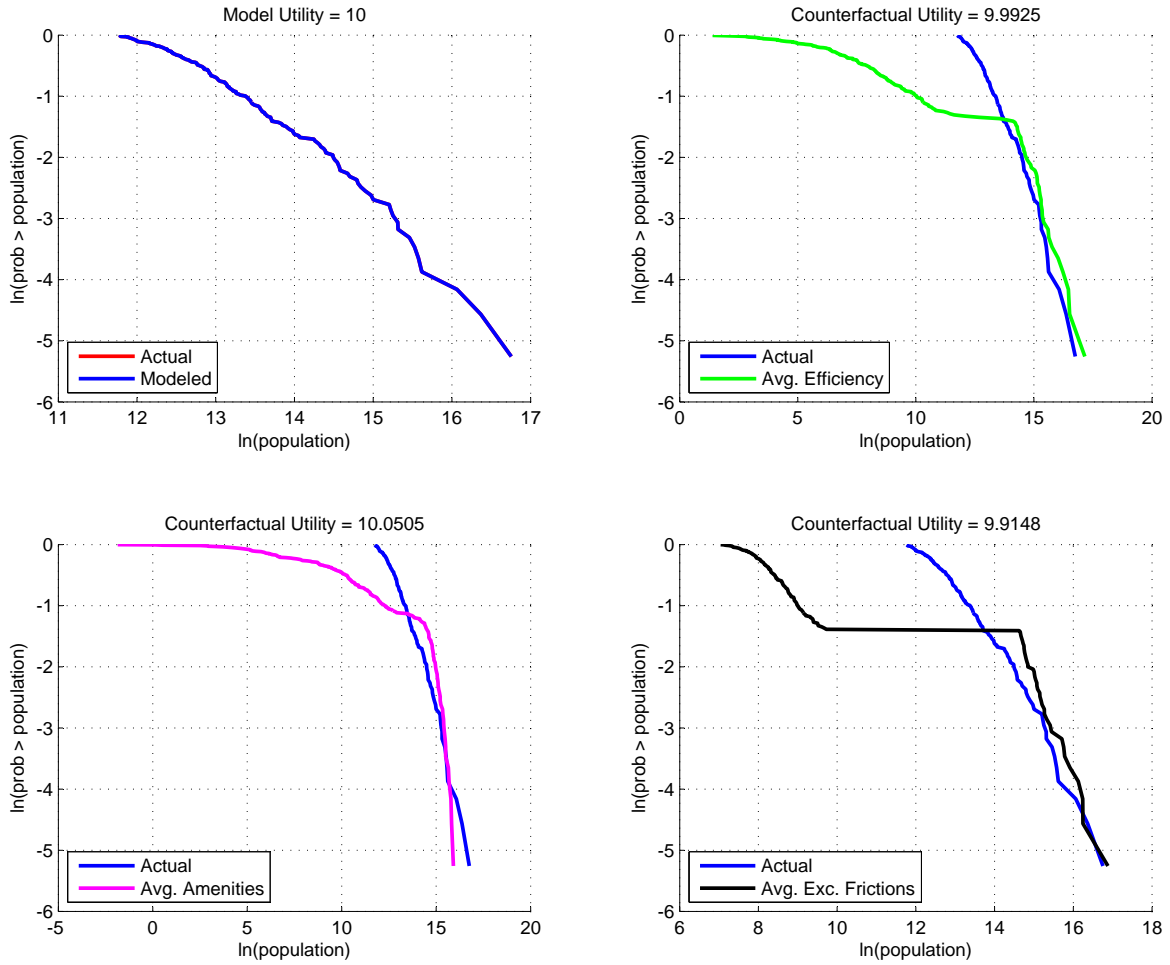 Model Utility = 10
0
-1
-2
-3
-4
-5
-6
ln(prob > population)
Actual
Modeled
11 12 13 14 15 16 17
ln(population)
Counterfactual Utility = 9.9925
0
-1
-2
-3
-4
-5
-6
ln(prob > population)
Actual
Avg. Efficiency
0 5 10 15 20
ln(population)
Counterfactual Utility = 10.0505
0
-1
-2
-3
-4
-5
-6
ln(prob > population)
Actual
Avg. Amenities
-5 0 5 10 15 20
ln(population)
Counterfactual Utility = 9.9148
0
-1
-2
-3
-4
-5
-6
ln(prob > population)
Actual
Avg. Exc. Frictions
6 8 10 12 14 16 18
ln(population)